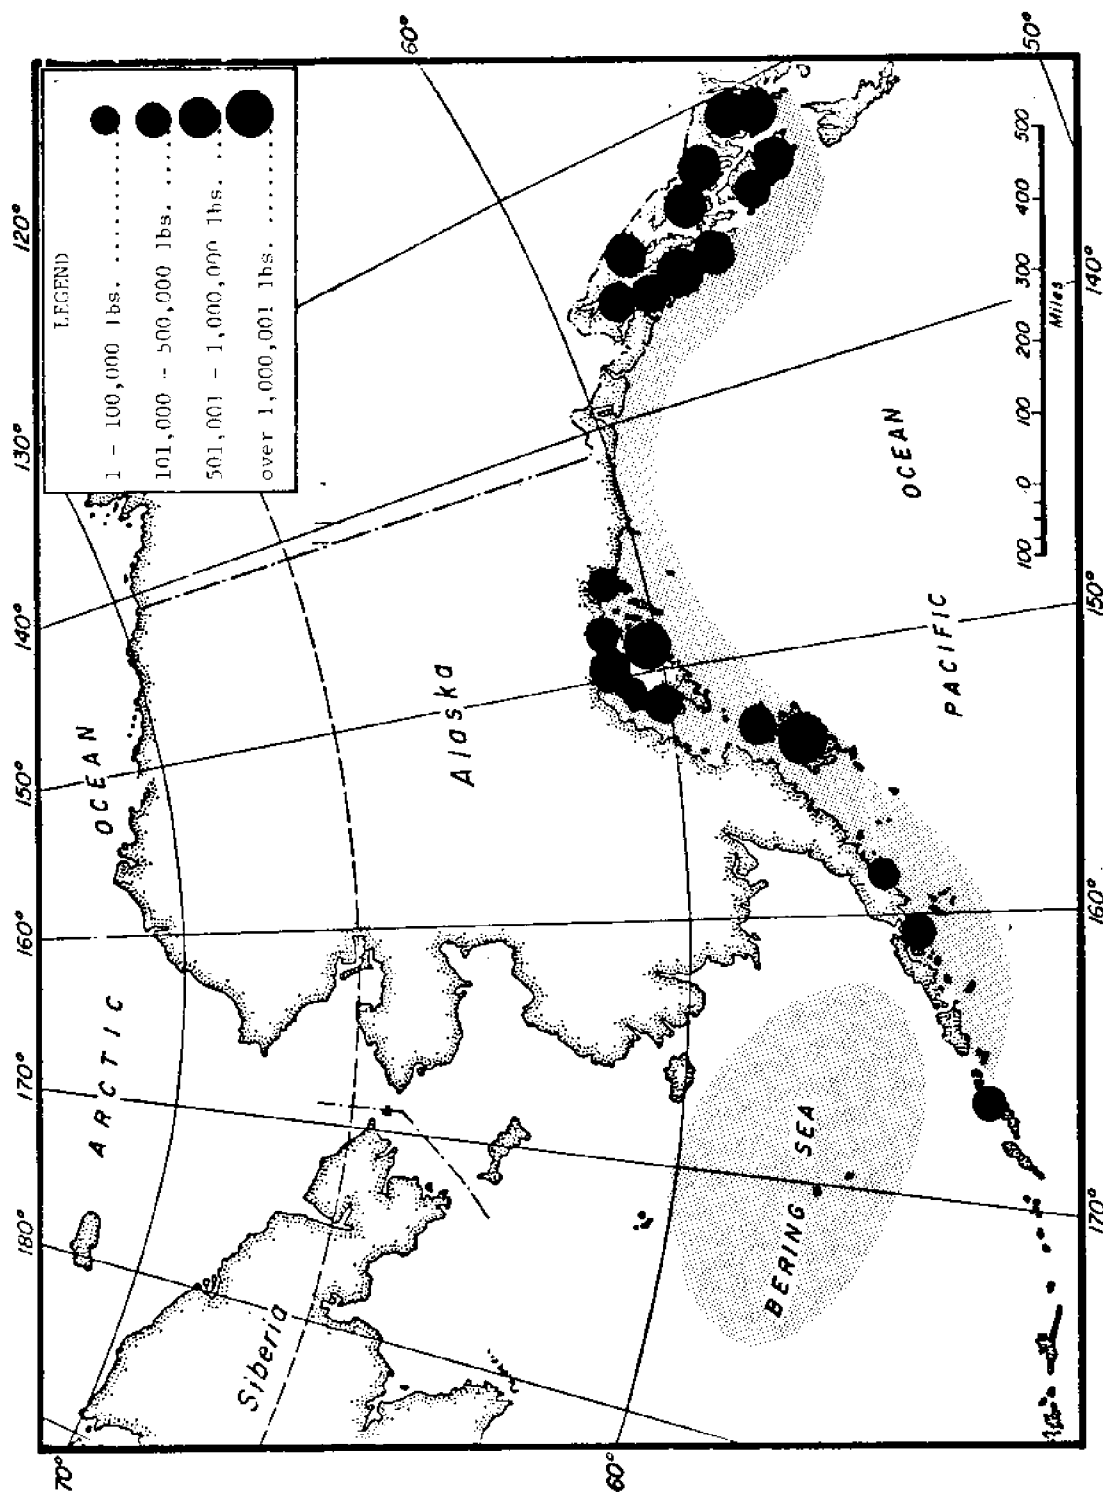 LEGEND
1 - 100,000 lbs. ............
101,000 - 500,000 lbs. .....
501,001 - 1,000,000 lbs. ...
over 1,000,001 lbs. ........
120°
130°
140°
150°
160°
170°
180°
70°
60°
60°
50°
140°
150°
160°
170°
ARCTIC OCEAN
Siberia
Alaska
BERING SEA
PACIFIC OCEAN
100 0 100 200 300 400 500
Miles